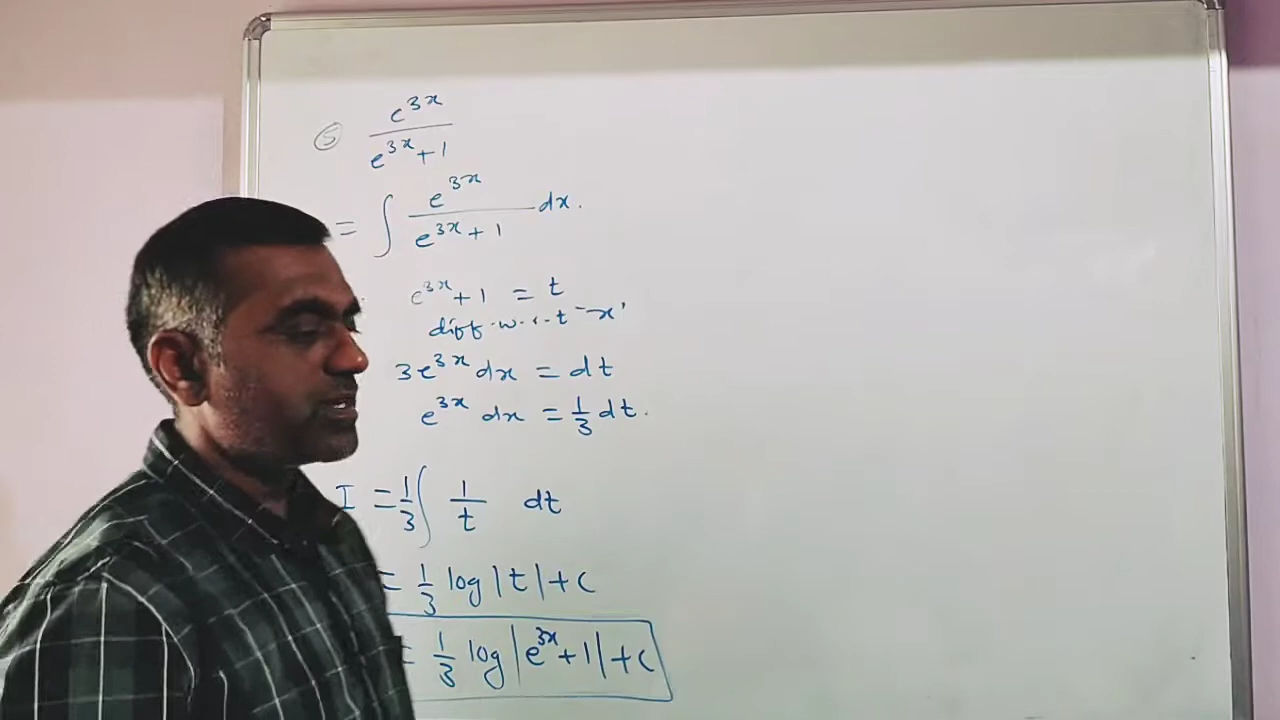 ⑤ e^3x / e^3x + 1
= ∫ e^3x / e^3x + 1 dx.
e^3x + 1 = t
diff. w. r. t - x'
3e^3x dx = dt
e^3x dx = 1/3 dt.
I = 1/3 ∫ 1/t dt
= 1/3 log |t| + c
= 1/3 log |e^3x + 1| + c